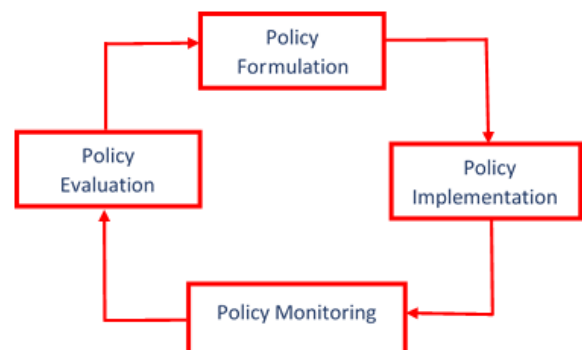 Policy
Formulation
Policy
Implementation
Policy Monitoring
Policy
Evaluation